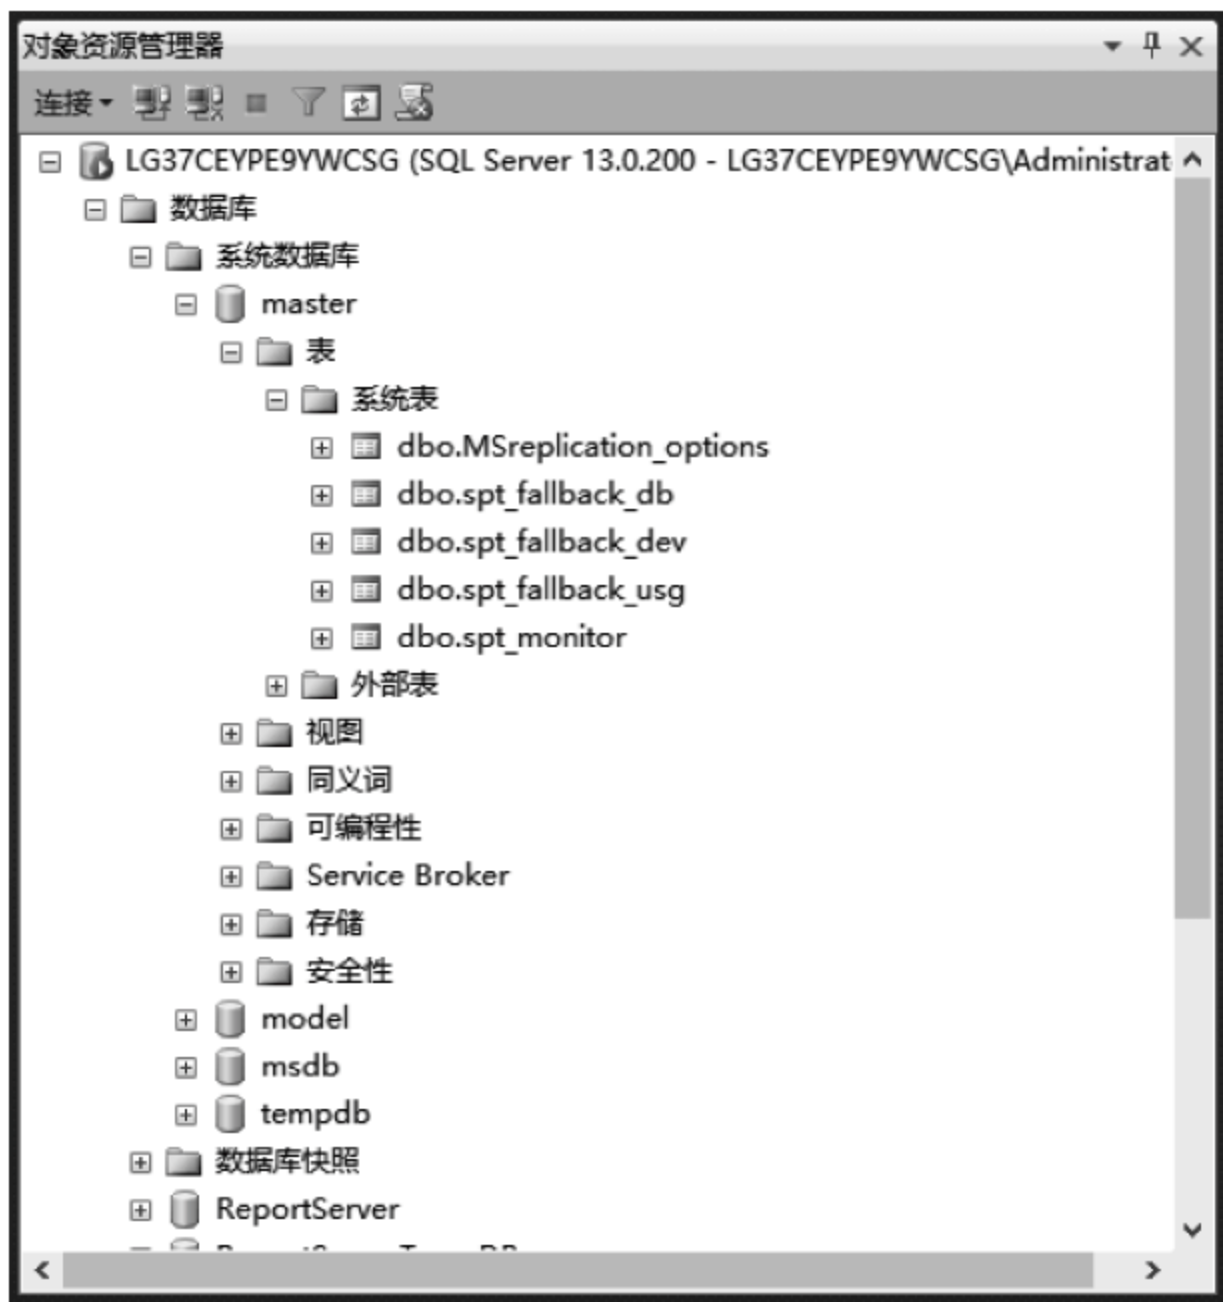 对象资源管理器
连接
LG37CEYPE9YWCSG (SQL Server 13.0.200 - LG37CEYPE9YWCSG\Administrat
数据库
系统数据库
master
表
系统表
dbo.MSreplication_options
dbo.spt_fallback_db
dbo.spt_fallback_dev
dbo.spt_fallback_usg
dbo.spt_monitor
外部表
视图
同义词
可编程性
Service Broker
存储
安全性
model
msdb
tempdb
数据库快照
ReportServer